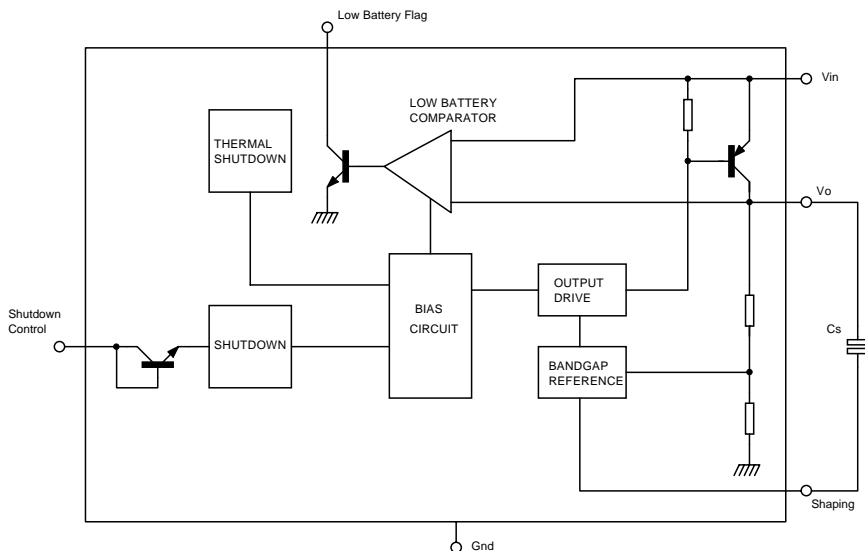 Low Battery Flag
Vin
LOW BATTERY
COMPARATOR
THERMAL
SHUTDOWN
Vo
Shutdown
Control
SHUTDOWN
BIAS
CIRCUIT
OUTPUT
DRIVE
BANDGAP
REFERENCE
Cs
Shaping
Gnd